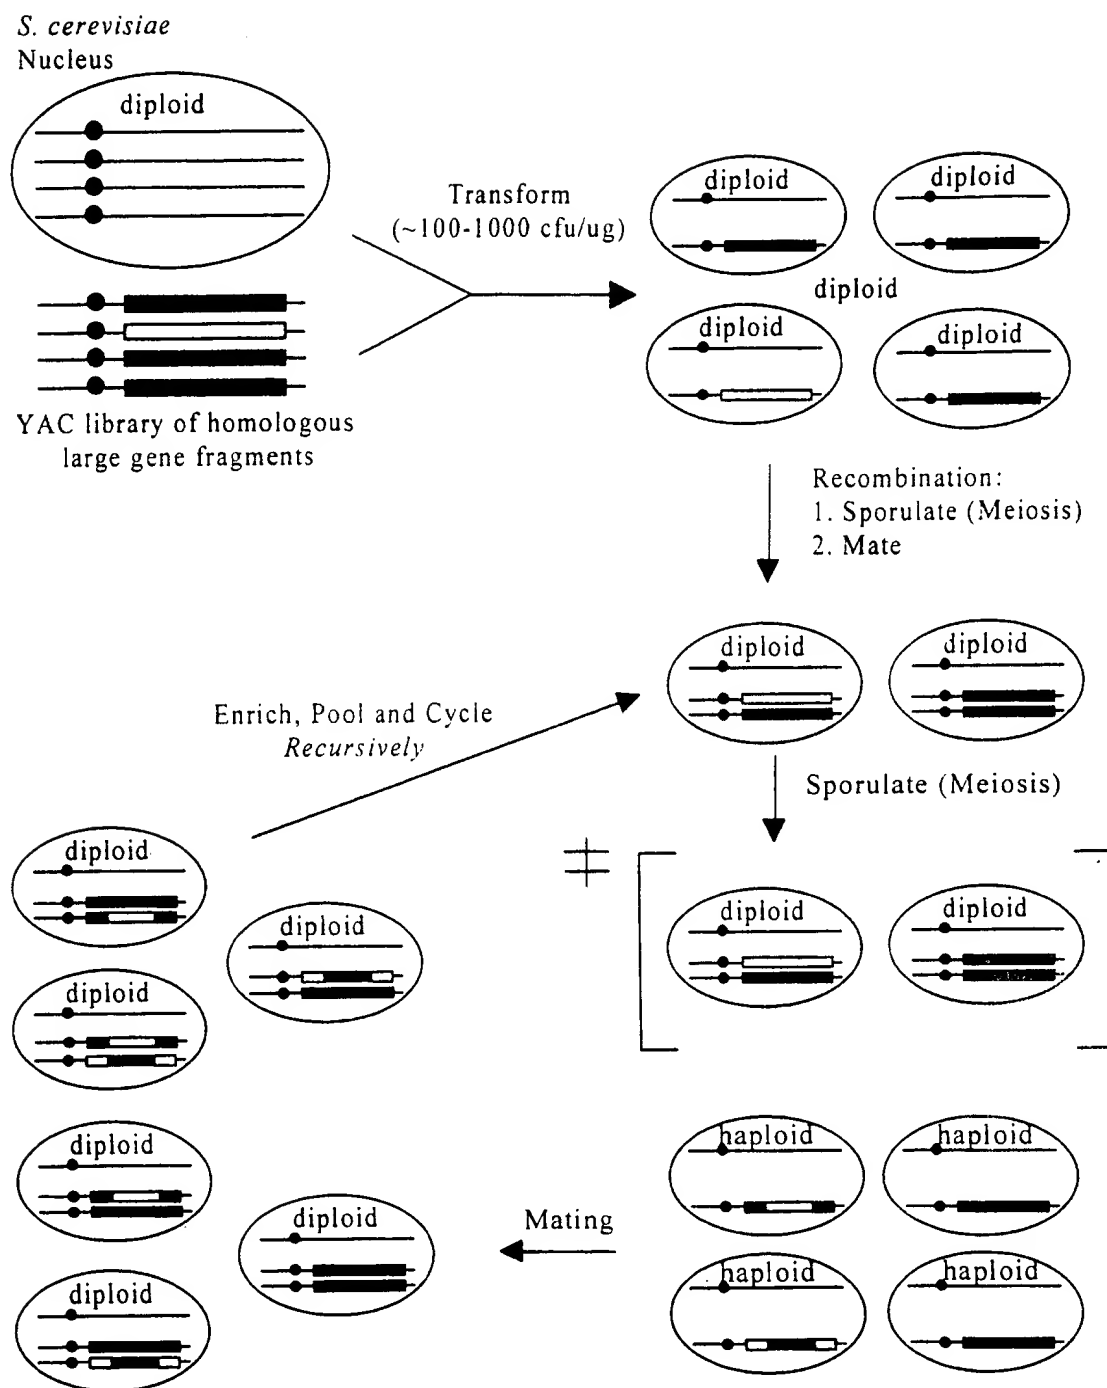 S. cerevisiae
Nucleus
diploid
YAC library of homologous
large gene fragments
Transform
(~100-1000 cfu/ug)
diploid
diploid
diploid
diploid
diploid
Recombination:
1. Sporulate (Meiosis)
2. Mate
diploid
diploid
Enrich, Pool and Cycle
Recursively
Sporulate (Meiosis)
diploid
diploid
diploid
diploid
diploid
haploid
haploid
haploid
haploid
Mating
diploid
diploid
diploid